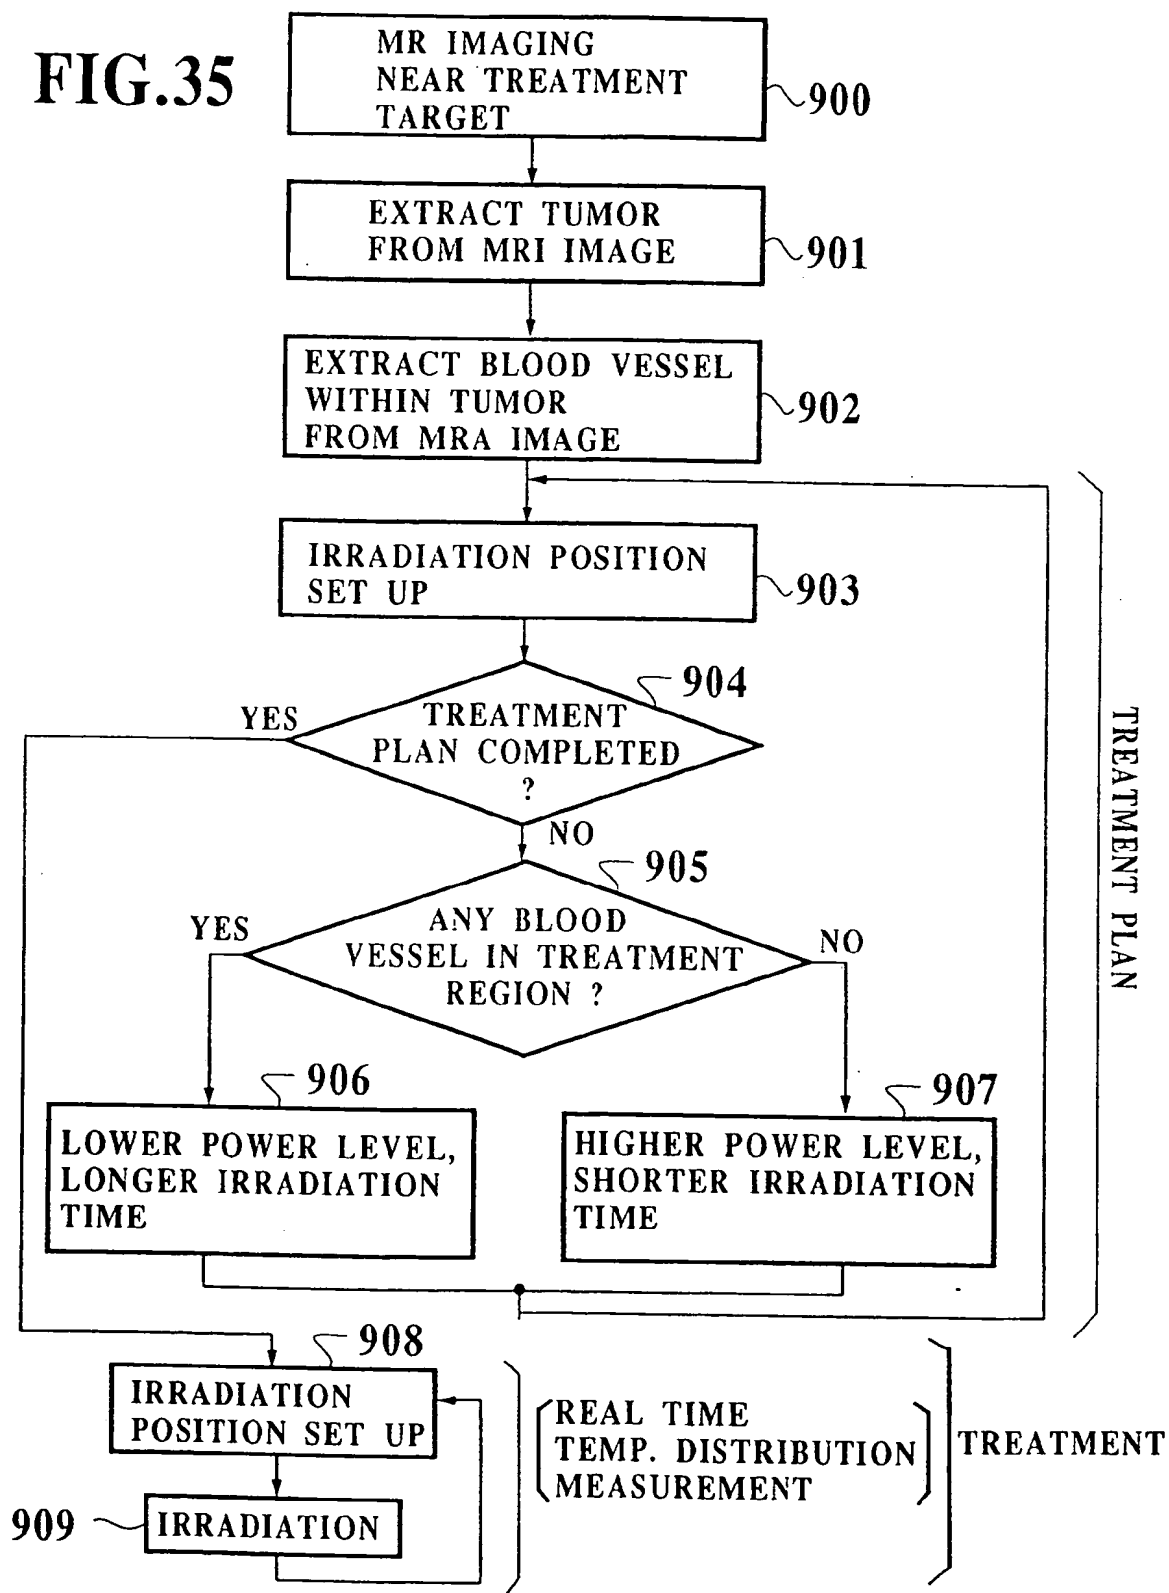 FIG.35
MR IMAGING
NEAR TREATMENT
TARGET
900
EXTRACT TUMOR
FROM MRI IMAGE
901
EXTRACT BLOOD VESSEL
WITHIN TUMOR
FROM MRA IMAGE
902
IRRADIATION POSITION
SET UP
903
904
YES
TREATMENT
PLAN COMPLETED
?
NO
905
YES
ANY BLOOD
VESSEL IN TREATMENT
REGION ?
NO
906
LOWER POWER LEVEL,
LONGER IRRADIATION
TIME
907
HIGHER POWER LEVEL,
SHORTER IRRADIATION
TIME
TREATMENT PLAN
908
IRRADIATION
POSITION SET UP
909
IRRADIATION
REAL TIME
TEMP. DISTRIBUTION
MEASUREMENT
TREATMENT